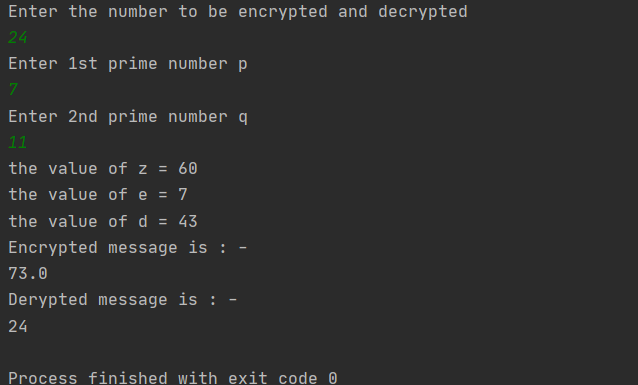 Enter the number to be encrypted and decrypted
24
Enter 1st prime number p
7
Enter 2nd prime number q
11
the value of z = 60
the value of e = 7
the value of d = 43
Encrypted message is : -
73.0
Derypted message is : -
24
Process finished with exit code 0